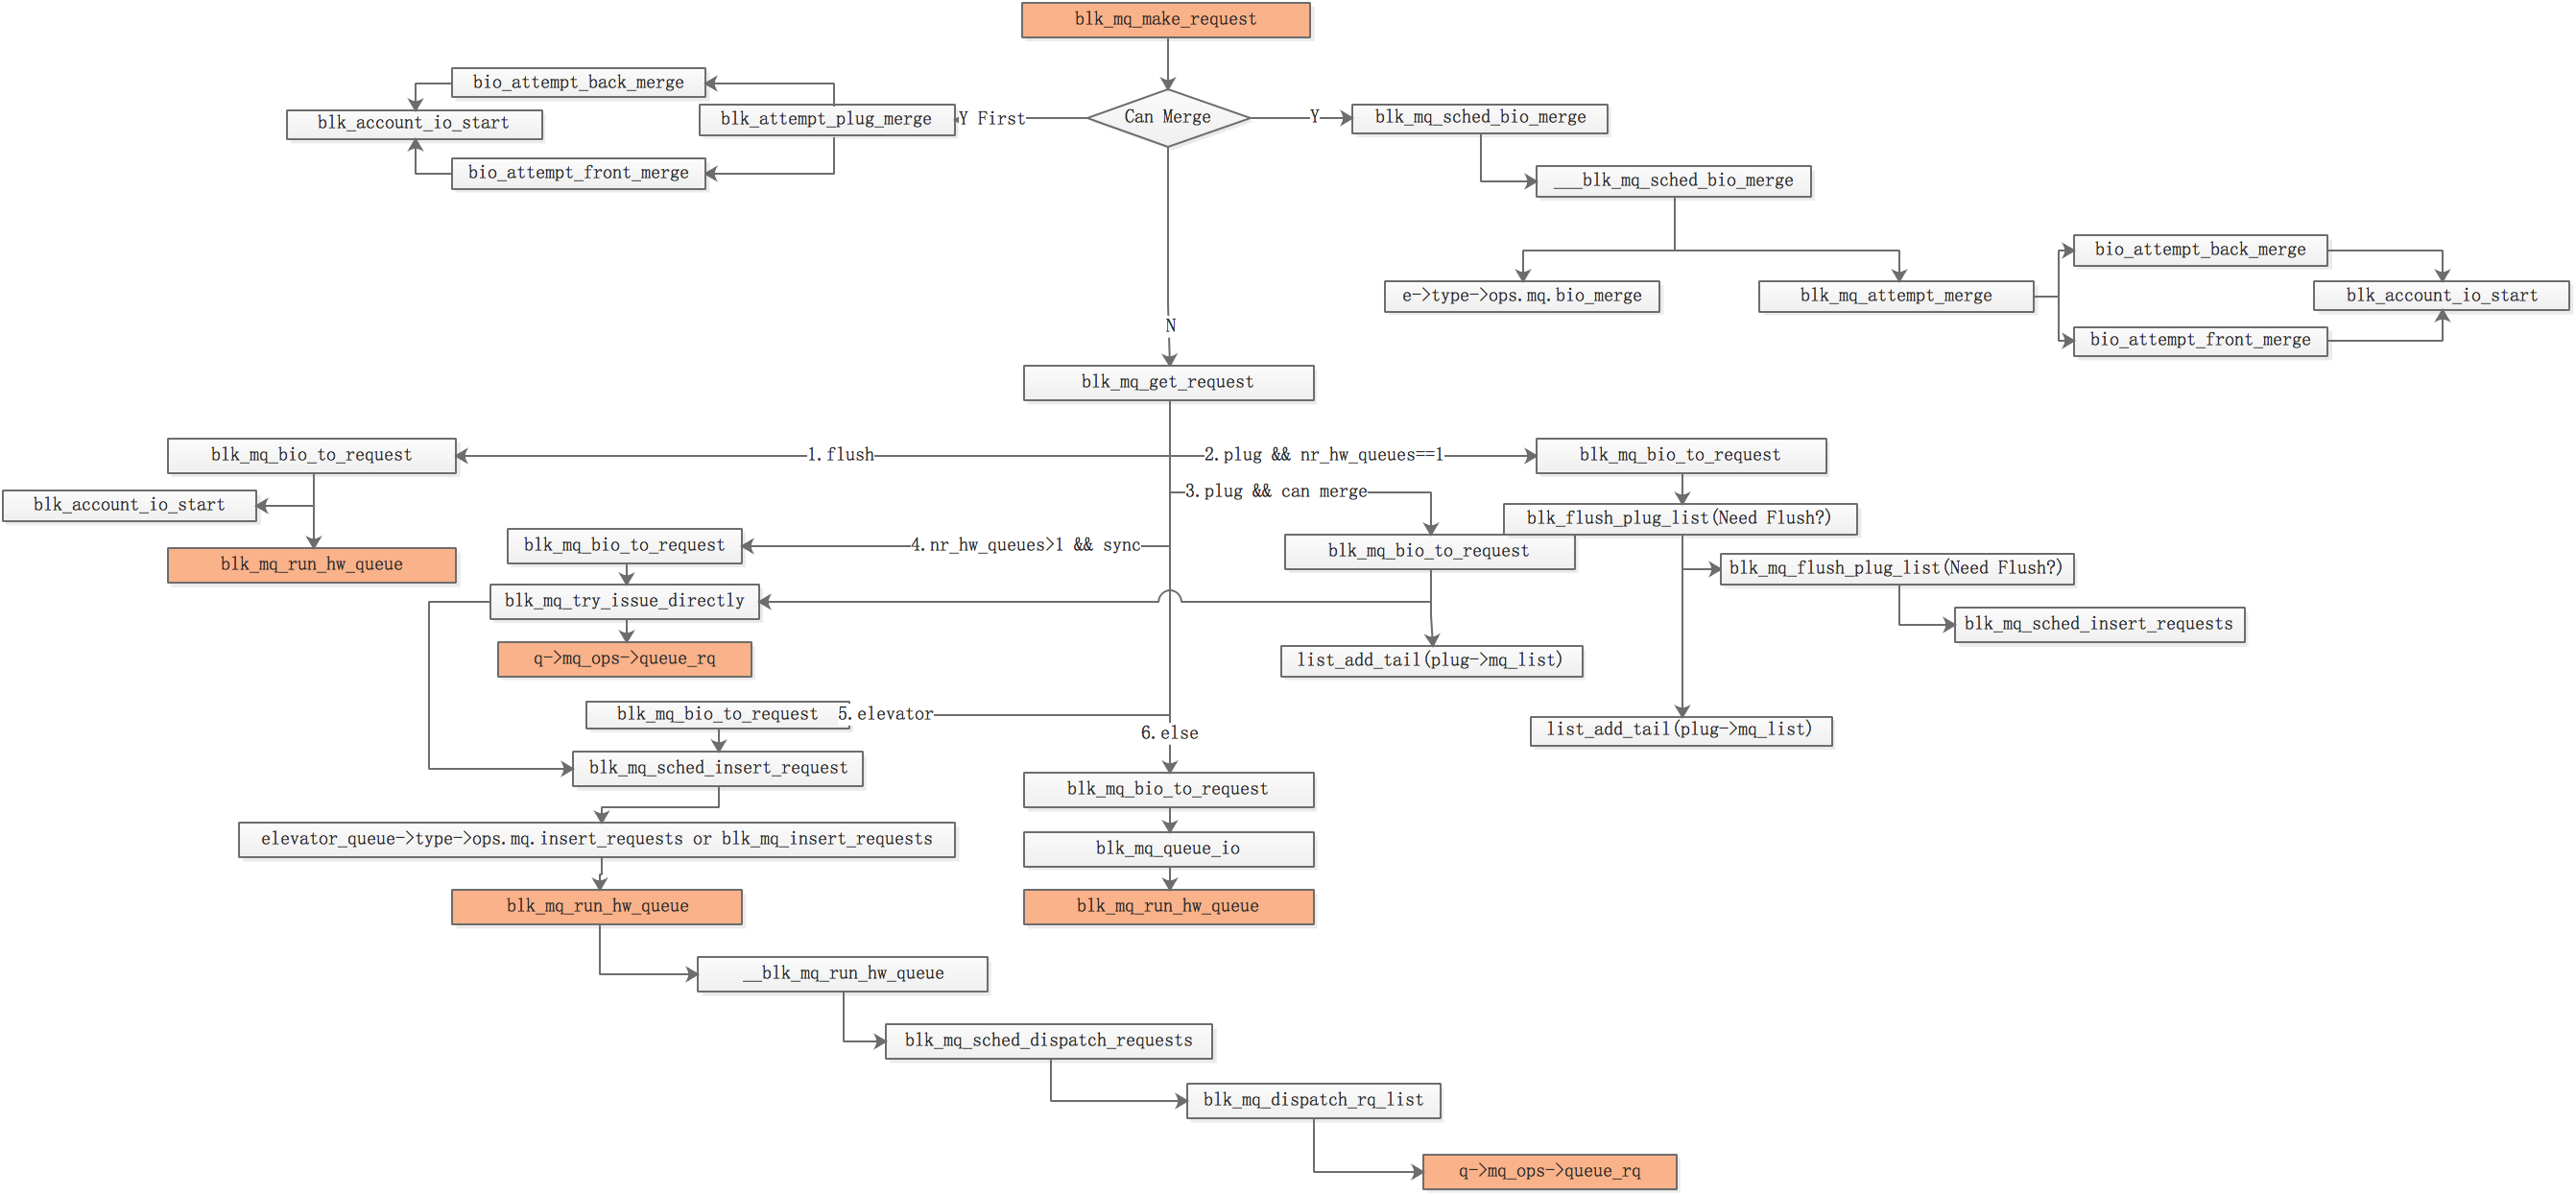 blk_mq_make_request
bio_attempt_back_merge
blk_account_io_start
blk_attempt_plug_merge
Y First
Can Merge
Y
blk_mq_sched_bio_merge
bio_attempt_front_merge
___blk_mq_sched_bio_merge
bio_attempt_back_merge
e->type->ops.mq.bio_merge
blk_mq_attempt_merge
blk_account_io_start
N
bio_attempt_front_merge
blk_mq_get_request
blk_mq_bio_to_request
1.flush
2.plug && nr_hw_queues==1
blk_mq_bio_to_request
3.plug && can merge
blk_account_io_start
blk_flush_plug_list(Need Flush?)
blk_mq_bio_to_request
4.nr_hw_queues>1 && sync
blk_mq_bio_to_request
blk_mq_run_hw_queue
blk_mq_flush_plug_list(Need Flush?)
blk_mq_try_issue_directly
blk_mq_sched_insert_requests
q->mq_ops->queue_rq
list_add_tail(plug->mq_list)
blk_mq_bio_to_request
5.elevator
6.else
list_add_tail(plug->mq_list)
blk_mq_sched_insert_request
blk_mq_bio_to_request
elevator_queue->type->ops.mq.insert_requests or blk_mq_insert_requests
blk_mq_queue_io
blk_mq_run_hw_queue
blk_mq_run_hw_queue
__blk_mq_run_hw_queue
blk_mq_sched_dispatch_requests
blk_mq_dispatch_rq_list
q->mq_ops->queue_rq